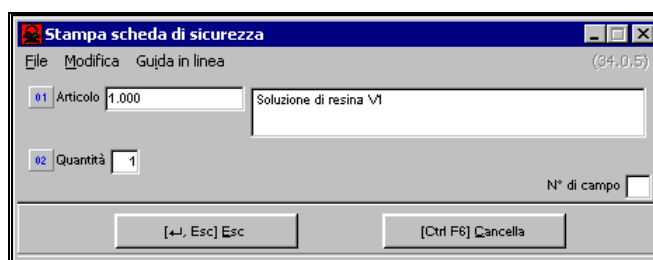 Stampa scheda di sicurezza
File Modifica Guida in linea (34.0.5)
01 Articolo 1.000 Soluzione di resina V1
02 Quantità 1
N° di campo
[↵, Esc] Esc [Ctrl F6] Cancella